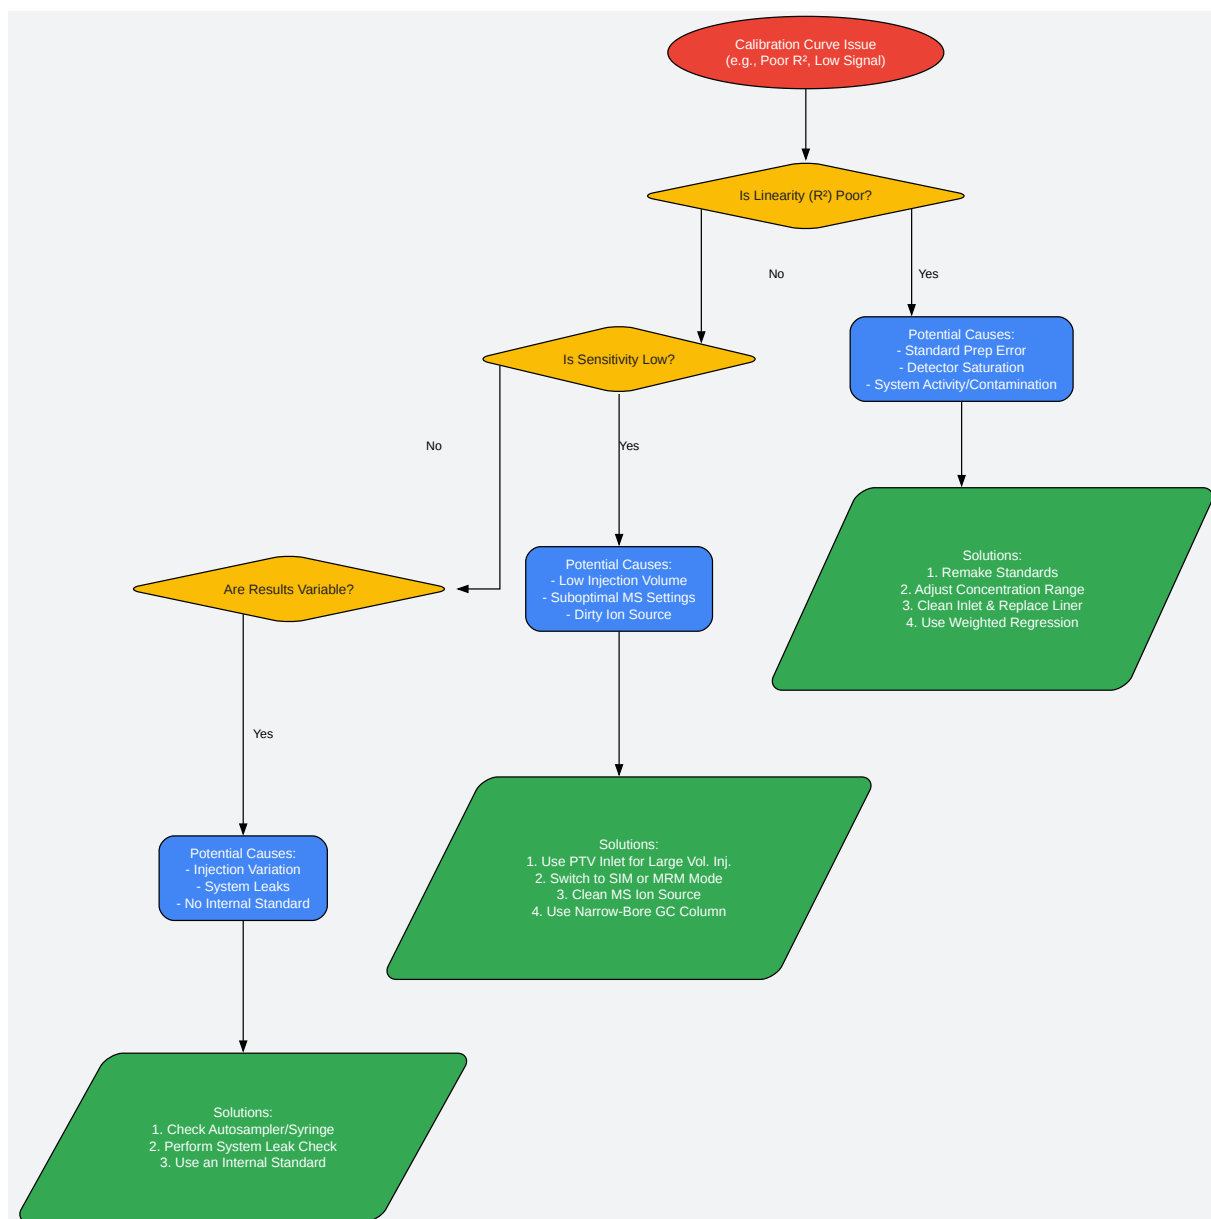 Calibration Curve Issue
(e.g., Poor R², Low Signal)
Is Linearity (R²) Poor?
No
Yes
Potential Causes:
- Standard Prep Error
- Detector Saturation
- System Activity/Contamination
Is Sensitivity Low?
No
Yes
Solutions:
1. Remake Standards
2. Adjust Concentration Range
3. Clean Inlet & Replace Liner
4. Use Weighted Regression
Potential Causes:
- Low Injection Volume
- Suboptimal MS Settings
- Dirty Ion Source
Are Results Variable?
Yes
Solutions:
1. Use PTV Inlet for Large Vol. Inj.
2. Switch to SIM or MRM Mode
3. Clean MS Ion Source
4. Use Narrow-Bore GC Column
Potential Causes:
- Injection Variation
- System Leaks
- No Internal Standard
Solutions:
1. Check Autosampler/Syringe
2. Perform System Leak Check
3. Use an Internal Standard